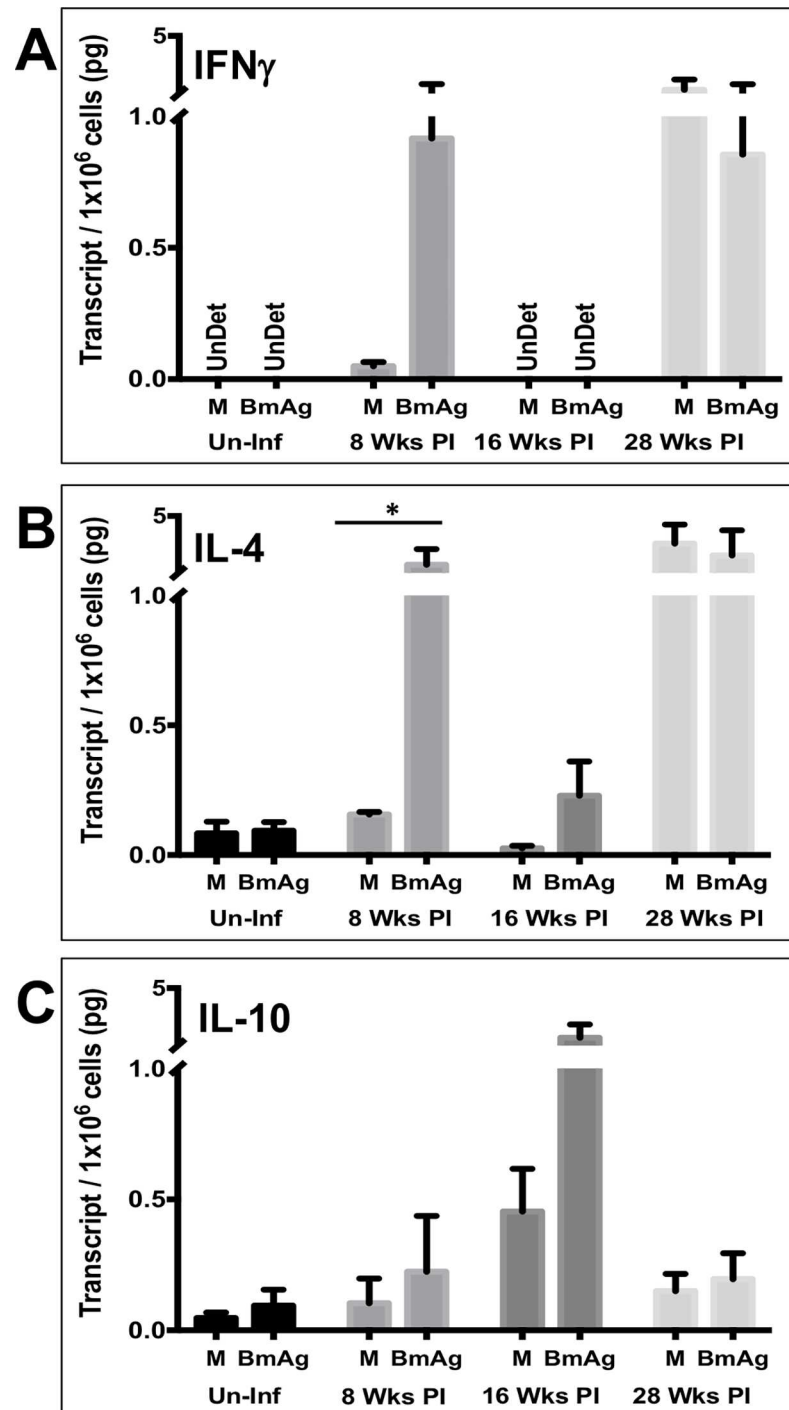 A
IFNγ
Transcript / 1x10⁶ cells (pg)
5
1.0
0.5
0.0
UnDet UnDet UnDet UnDet
M BmAg M BmAg M BmAg M BmAg
Un-Inf 8 Wks PI 16 Wks PI 28 Wks PI
B
IL-4
Transcript / 1x10⁶ cells (pg)
*
5
1.0
0.5
0.0
M BmAg M BmAg M BmAg M BmAg
Un-Inf 8 Wks PI 16 Wks PI 28 Wks PI
C
IL-10
Transcript / 1x10⁶ cells (pg)
5
1.0
0.5
0.0
M BmAg M BmAg M BmAg M BmAg
Un-Inf 8 Wks PI 16 Wks PI 28 Wks PI